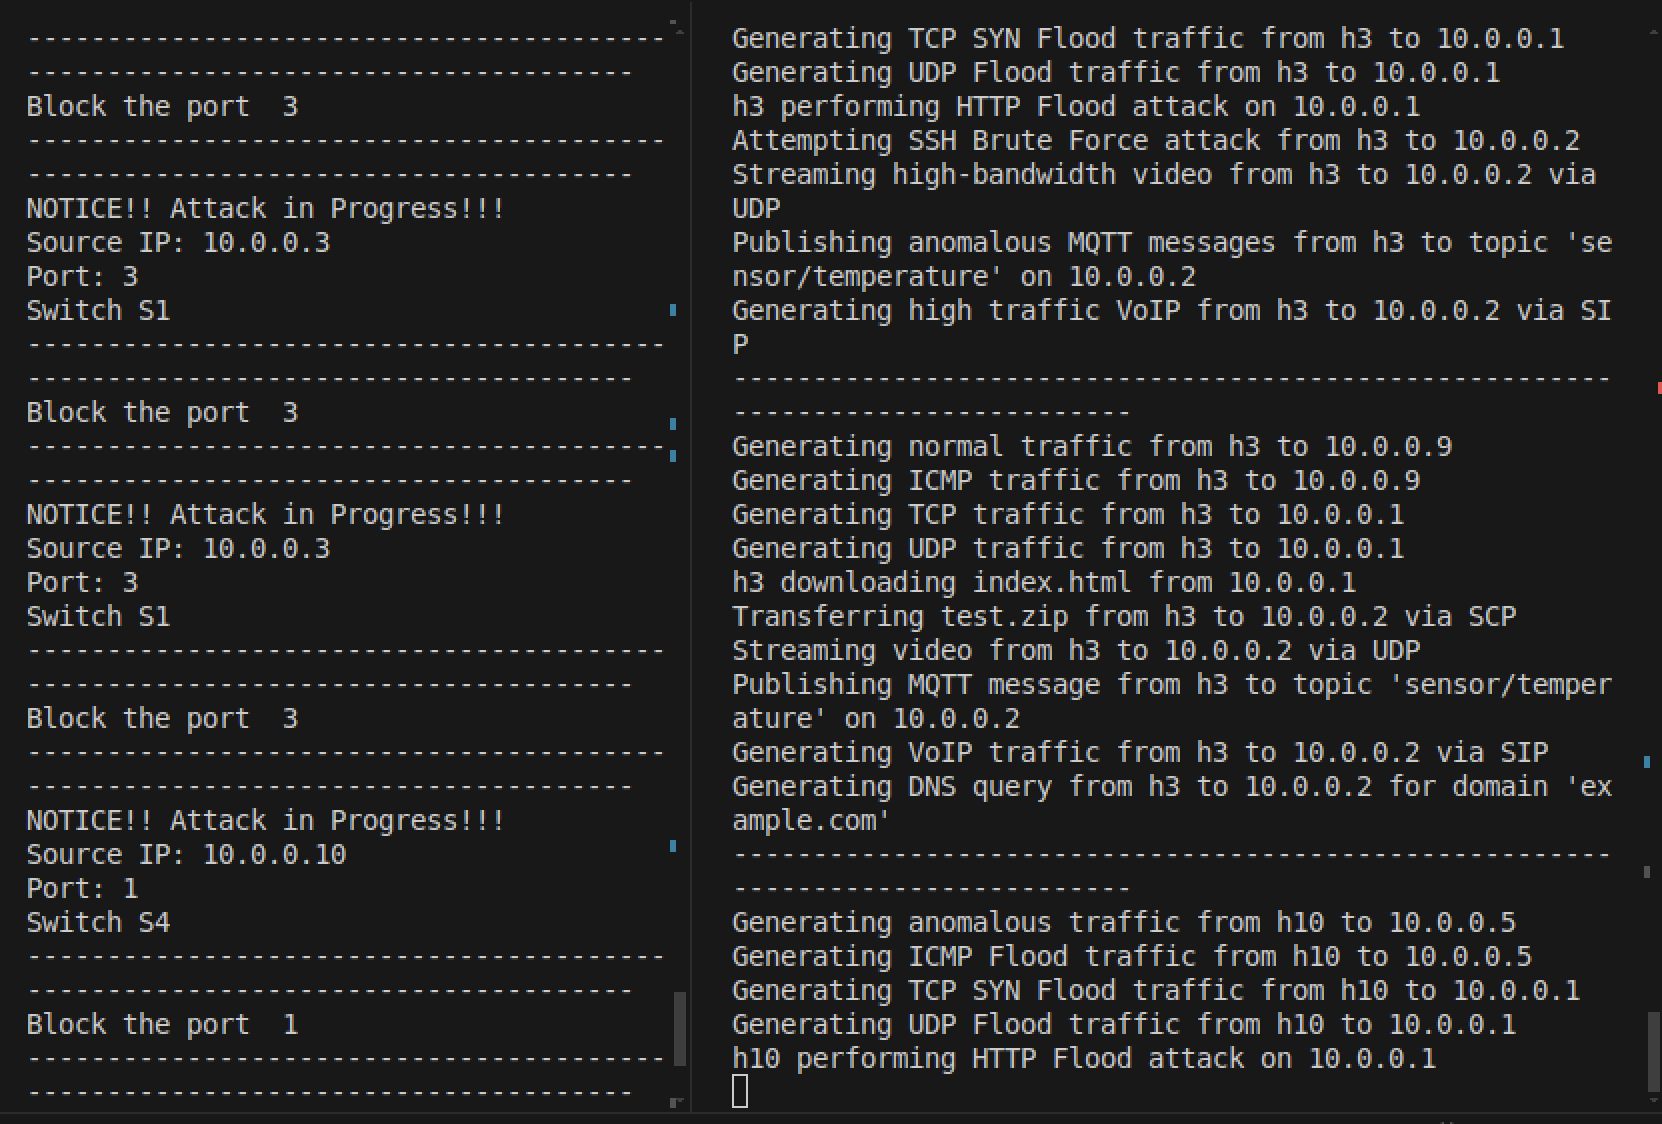 ----------------------------------------
--------------------------------------
Block the port  3
----------------------------------------
--------------------------------------
NOTICE!! Attack in Progress!!!
Source IP: 10.0.0.3
Port: 3
Switch S1
----------------------------------------
--------------------------------------
Block the port  3
----------------------------------------
--------------------------------------
NOTICE!! Attack in Progress!!!
Source IP: 10.0.0.3
Port: 3
Switch S1
----------------------------------------
--------------------------------------
Block the port  3
----------------------------------------
--------------------------------------
NOTICE!! Attack in Progress!!!
Source IP: 10.0.0.10
Port: 1
Switch S4
----------------------------------------
--------------------------------------
Block the port  1
----------------------------------------
--------------------------------------
Generating TCP SYN Flood traffic from h3 to 10.0.0.1
Generating UDP Flood traffic from h3 to 10.0.0.1
h3 performing HTTP Flood attack on 10.0.0.1
Attempting SSH Brute Force attack from h3 to 10.0.0.2
Streaming high-bandwidth video from h3 to 10.0.0.2 via
UDP
Publishing anomalous MQTT messages from h3 to topic 'se
nsor/temperature' on 10.0.0.2
Generating high traffic VoIP from h3 to 10.0.0.2 via SI
P
-------------------------------------------------------
-------------------------
Generating normal traffic from h3 to 10.0.0.9
Generating ICMP traffic from h3 to 10.0.0.9
Generating TCP traffic from h3 to 10.0.0.1
Generating UDP traffic from h3 to 10.0.0.1
h3 downloading index.html from 10.0.0.1
Transferring test.zip from h3 to 10.0.0.2 via SCP
Streaming video from h3 to 10.0.0.2 via UDP
Publishing MQTT message from h3 to topic 'sensor/temper
ature' on 10.0.0.2
Generating VoIP traffic from h3 to 10.0.0.2 via SIP
Generating DNS query from h3 to 10.0.0.2 for domain 'ex
ample.com'
-------------------------------------------------------
-------------------------
Generating anomalous traffic from h10 to 10.0.0.5
Generating ICMP Flood traffic from h10 to 10.0.0.5
Generating TCP SYN Flood traffic from h10 to 10.0.0.1
Generating UDP Flood traffic from h10 to 10.0.0.1
h10 performing HTTP Flood attack on 10.0.0.1